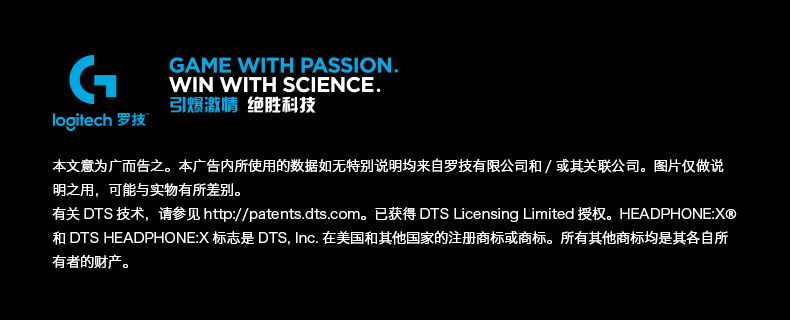 GAME WITH PASSION.
WIN WITH SCIENCE.
引爆激情 绝胜科技
logitech 罗技
本文意为广而告之。本广告内所使用的数据如无特别说明均来自罗技有限公司和 / 或其关联公司。图片仅做说
明之用，可能与实物有所差别。
有关 DTS 技术，请参见 http://patents.dts.com。已获得 DTS Licensing Limited 授权。HEADPHONE:X®
和 DTS HEADPHONE:X 标志是 DTS, Inc. 在美国和其他国家的注册商标或商标。所有其他商标均是其各自所
有者的财产。